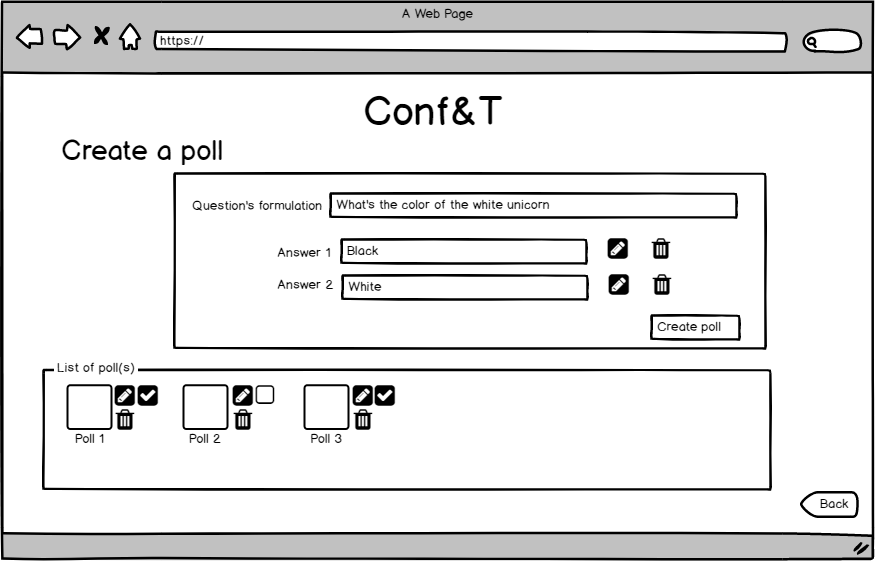 A Web Page
https://
Conf&T
Create a poll
Question's formulation What's the color of the white unicorn
Answer 1 Black
Answer 2 White
Create poll
List of poll(s)
Poll 1 Poll 2 Poll 3
Back